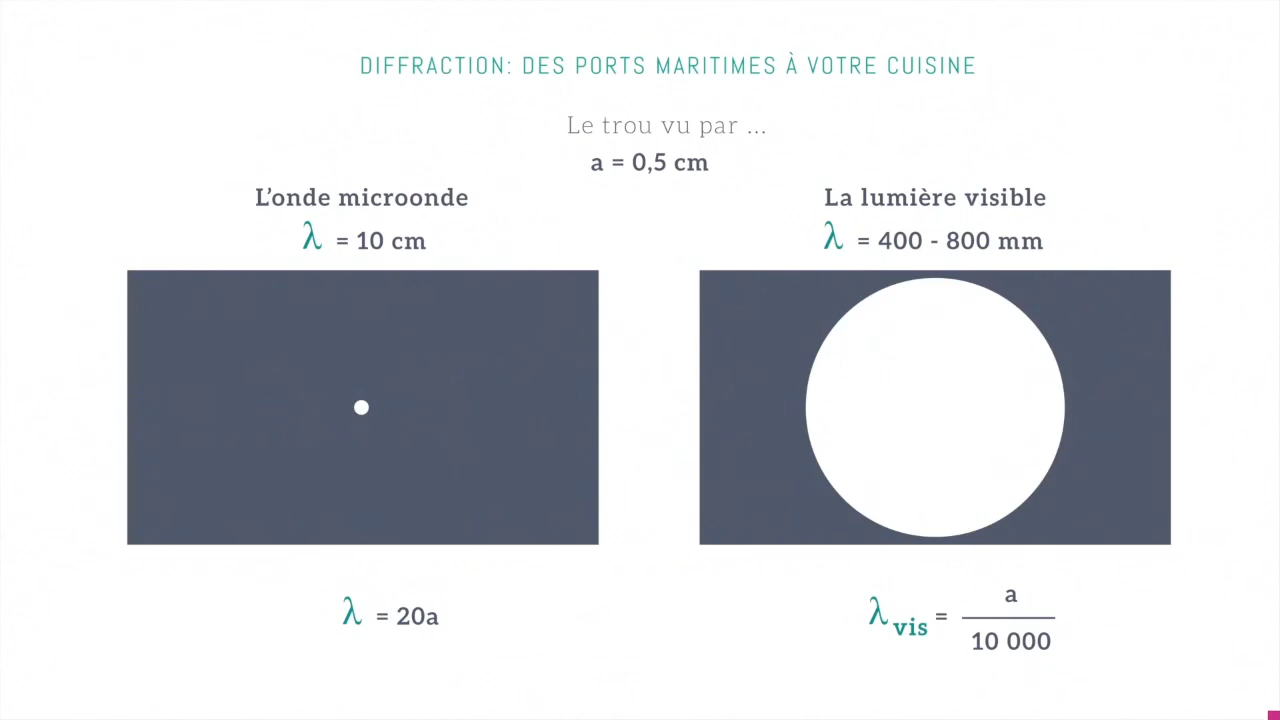 DIFFRACTION: DES PORTS MARITIMES À VOTRE CUISINE
Le trou vu par ...
a = 0,5 cm
L'onde microonde
λ = 10 cm
La lumière visible
λ = 400 - 800 mm
λ = 20a
λ vis = a
10 000